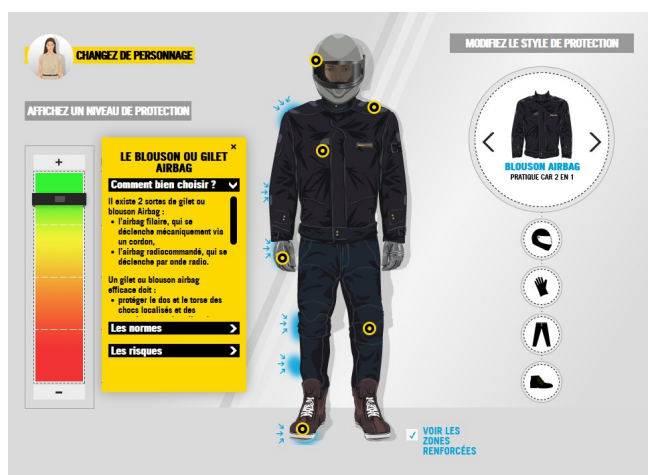 CHANGEZ DE PERSONNAGE
MODIFIEZ LE STYLE DE PROTECTION
AFFICHEZ UN NIVEAU DE PROTECTION
+
-
×
LE BLOUSON OU GILET
AIRBAG
Comment bien choisir ?
Il existe 2 sortes de gilet ou
blouson Airbag :
• l'airbag filaire, qui se
déclenche mécaniquement via
un cordon,
• l'airbag radiocommandé, qui se
déclenche par onde radio.
Un gilet ou blouson airbag
efficace doit :
• protéger le dos et le torse des
chocs localisés et des
Les normes
Les risques
BLOUSON AIRBAG
PRATIQUE CAR 2 EN 1
VOIR LES
ZONES
RENFORCÉES